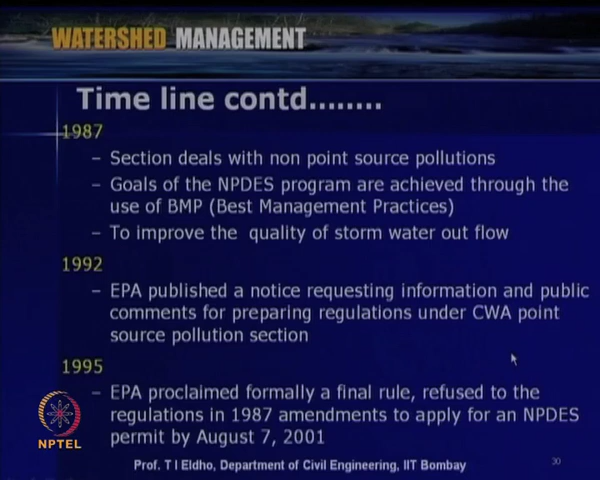 WATERSHED MANAGEMENT
Time line contd........
1987
– Section deals with non point source pollutions
– Goals of the NPDES program are achieved through the
use of BMP (Best Management Practices)
– To improve the quality of storm water out flow
1992
– EPA published a notice requesting information and public
comments for preparing regulations under CWA point
source pollution section
1995
– EPA proclaimed formally a final rule, refused to the
regulations in 1987 amendments to apply for an NPDES
permit by August 7, 2001
NPTEL
Prof. T I Eldho, Department of Civil Engineering, IIT Bombay
30